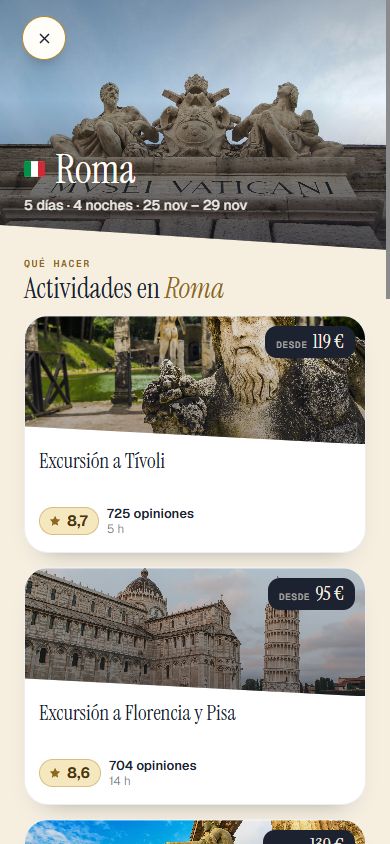 MVSEI VATICANI
Roma
5 días · 4 noches · 25 nov – 29 nov
QUÉ HACER
Actividades en Roma
DESDE 119 €
Excursión a Tívoli
8,7
725 opiniones
5 h
DESDE 95 €
Excursión a Florencia y Pisa
8,6
704 opiniones
14 h